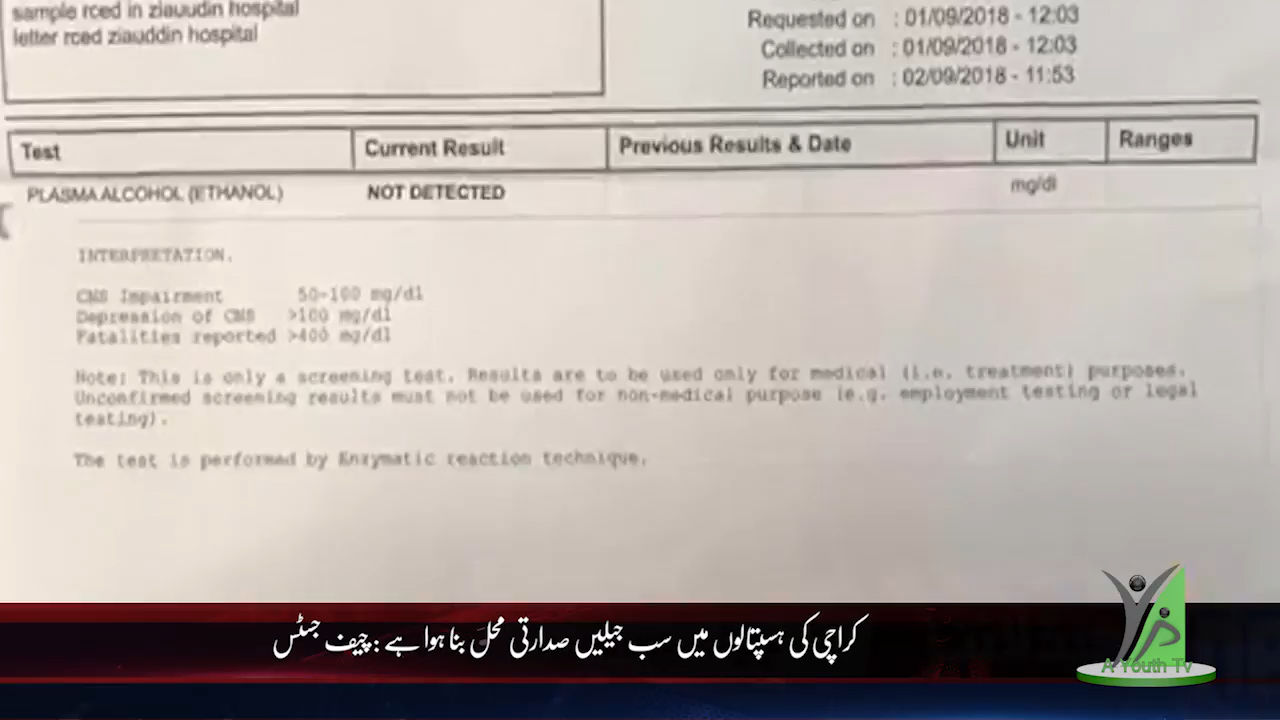 sample rced in ziauudin hospital
letter rced ziauddin hospital
Requested on : 01/09/2018 - 12:03
Collected on : 01/09/2018 - 12:03
Reported on : 02/09/2018 - 11:53
Test Current Result Previous Results & Date Unit Ranges
PLASMA ALCOHOL (ETHANOL) NOT DETECTED mg/dl
INTERPRETATION.
CNS Impairment 50-100 mg/dl
Depression of CNS >100 mg/dl
Fatalities reported >400 mg/dl
Note: This is only a screening test. Results are to be used only for medical (i.e. treatment) purposes.
Unconfirmed screening results must not be used for non-medical purpose (e.g. employment testing or legal
testing).
The test is performed by Enzymatic reaction technique.
کراچی کی ہسپتالوں میں سب جیلیں صدارتی محل بنا ہوا ہے : چیف جسٹس
A Youth Tv